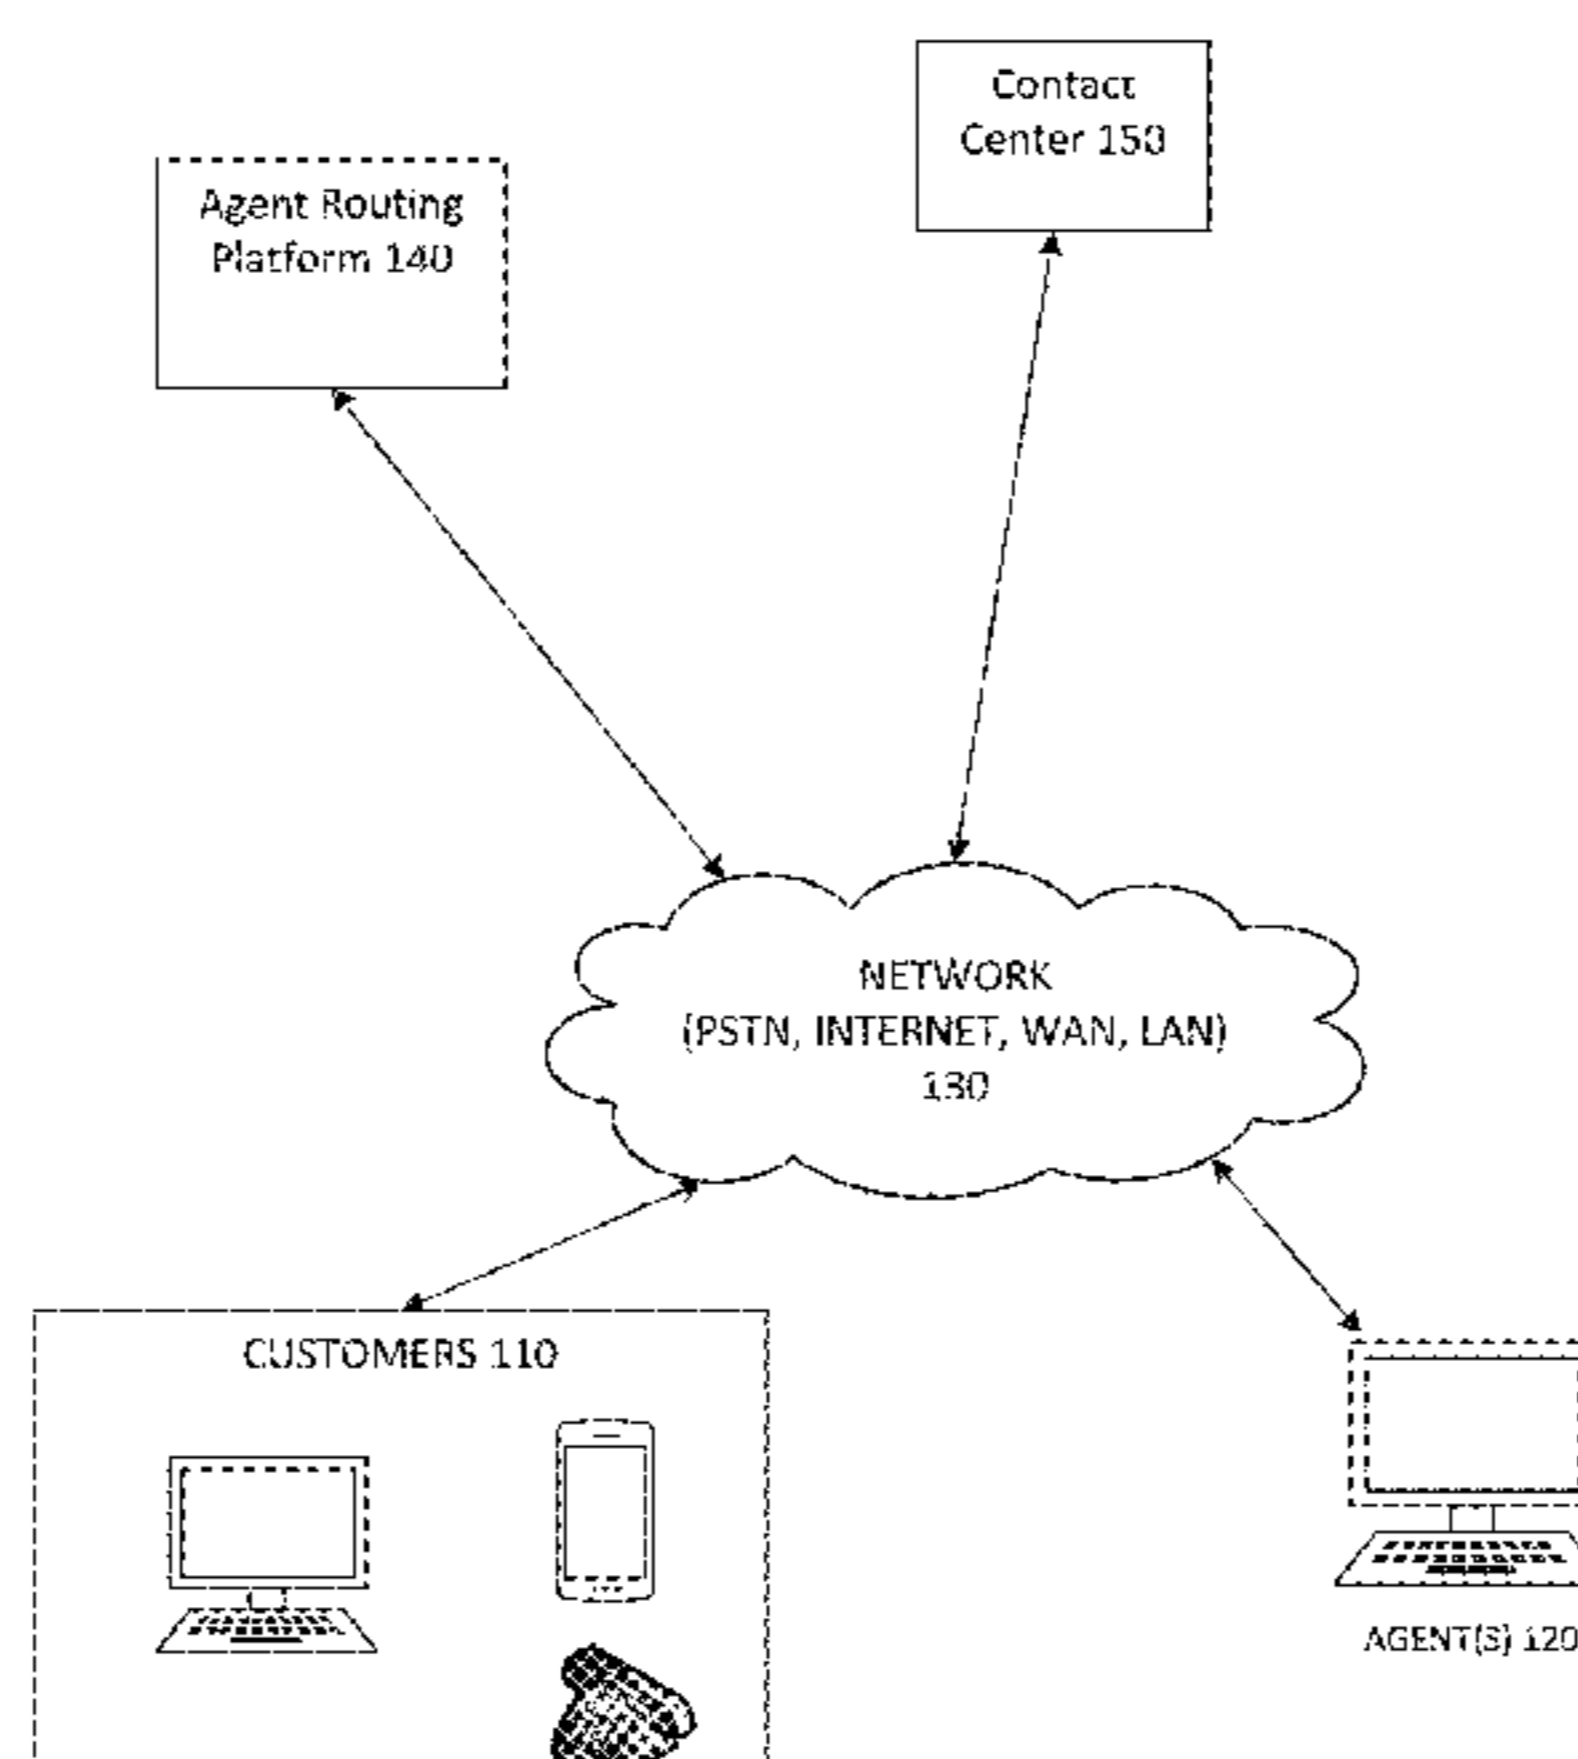 Contact
Center 150
Agent Routing
Platform 140
NETWORK
(PSTN, INTERNET, WAN, LAN)
130
CUSTOMERS 110
AGENT(S) 120